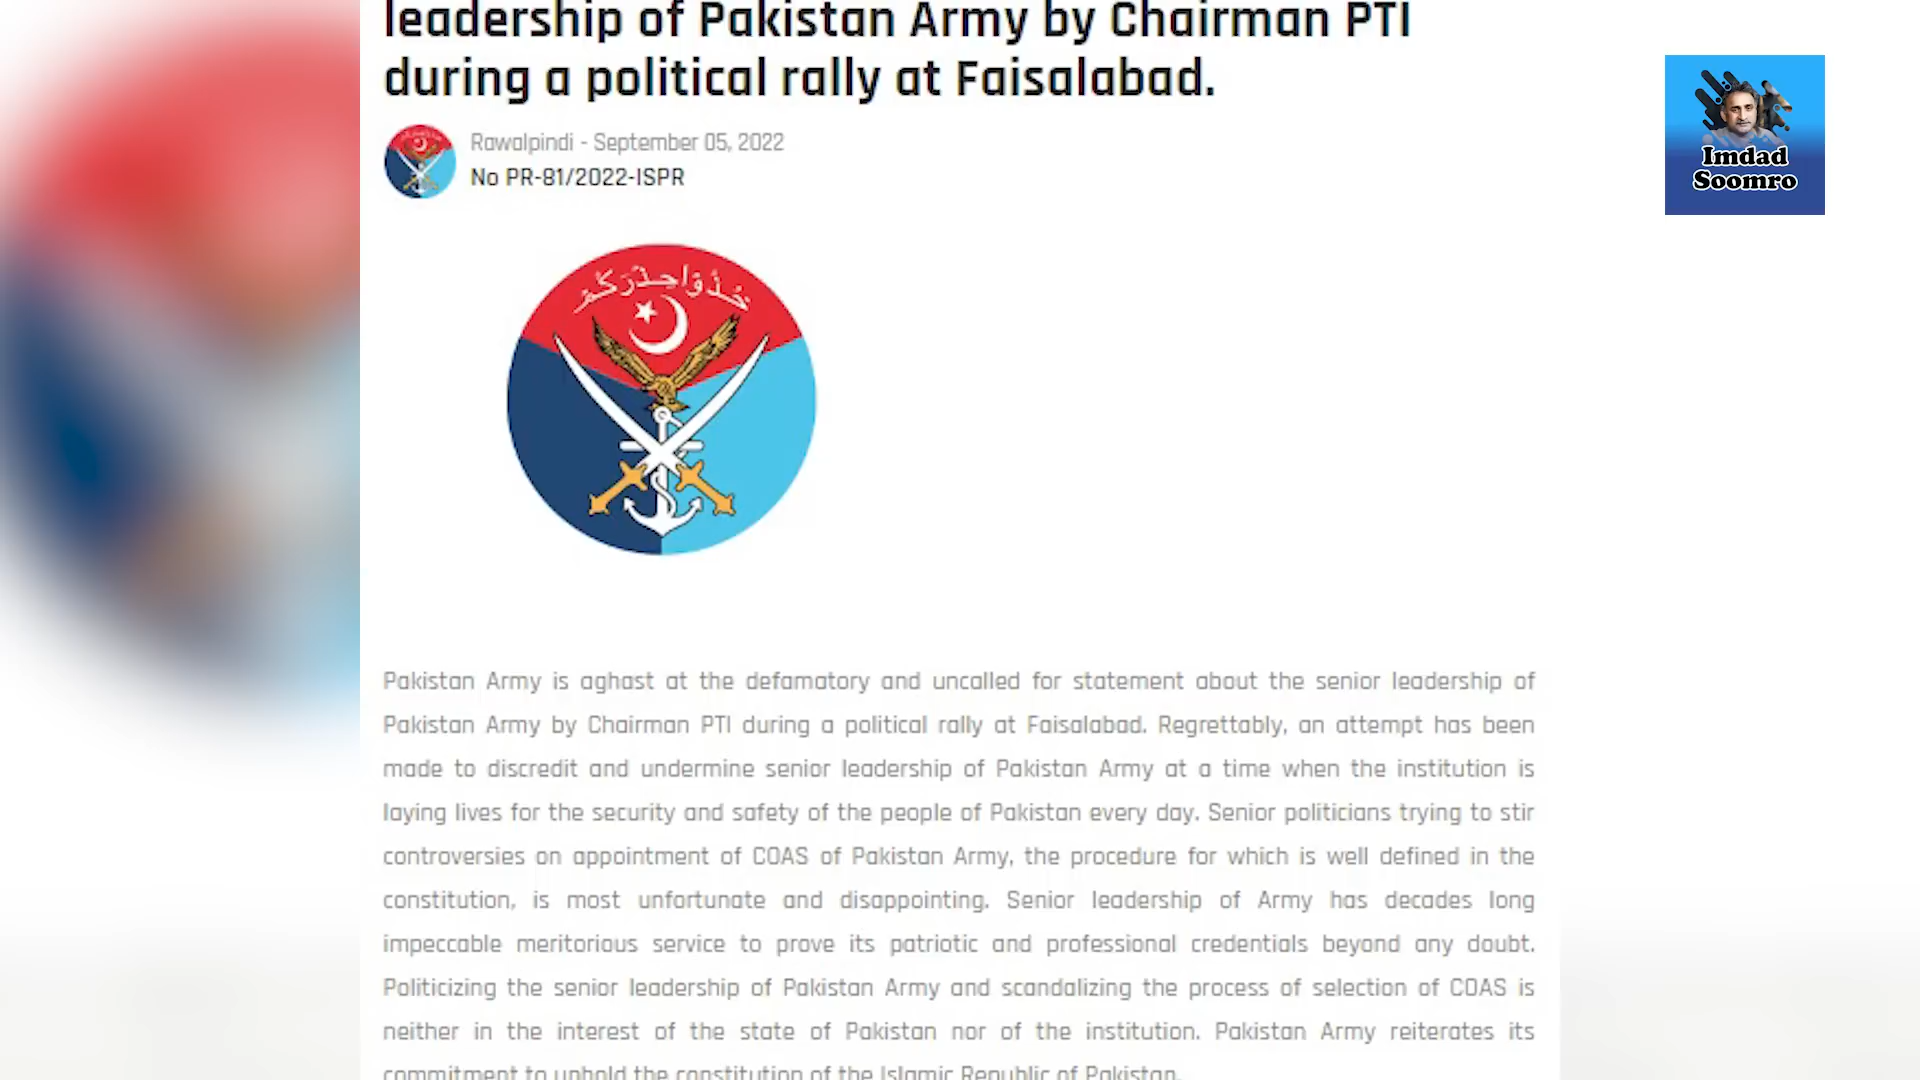 leadership of Pakistan Army by Chairman PTI
during a political rally at Faisalabad.
Rawalpindi - September 05, 2022
No PR-81/2022-ISPR
Imdad
Soomro
خُذُوْا حِذْرَكُمْ
Pakistan Army is aghast at the defamatory and uncalled for statement about the senior leadership of
Pakistan Army by Chairman PTI during a political rally at Faisalabad. Regrettably, an attempt has been
made to discredit and undermine senior leadership of Pakistan Army at a time when the institution is
laying lives for the security and safety of the people of Pakistan every day. Senior politicians trying to stir
controversies on appointment of COAS of Pakistan Army, the procedure for which is well defined in the
constitution, is most unfortunate and disappointing. Senior leadership of Army has decades long
impeccable meritorious service to prove its patriotic and professional credentials beyond any doubt.
Politicizing the senior leadership of Pakistan Army and scandalizing the process of selection of COAS is
neither in the interest of the state of Pakistan nor of the institution. Pakistan Army reiterates its
commitment to uphold the constitution of the Islamic Republic of Pakistan.